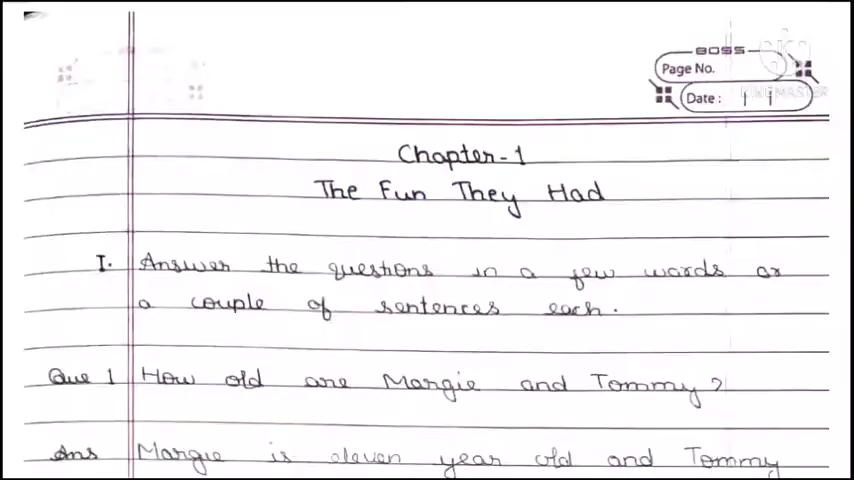 BOSS
Page No.
Date :
KINEMASTER
Chapter-1
The Fun They Had
I. Answer the questions in a few words or
a couple of sentences each.
Que 1 How old are Margie and Tommy?
Ans Margie is eleven year old and Tommy